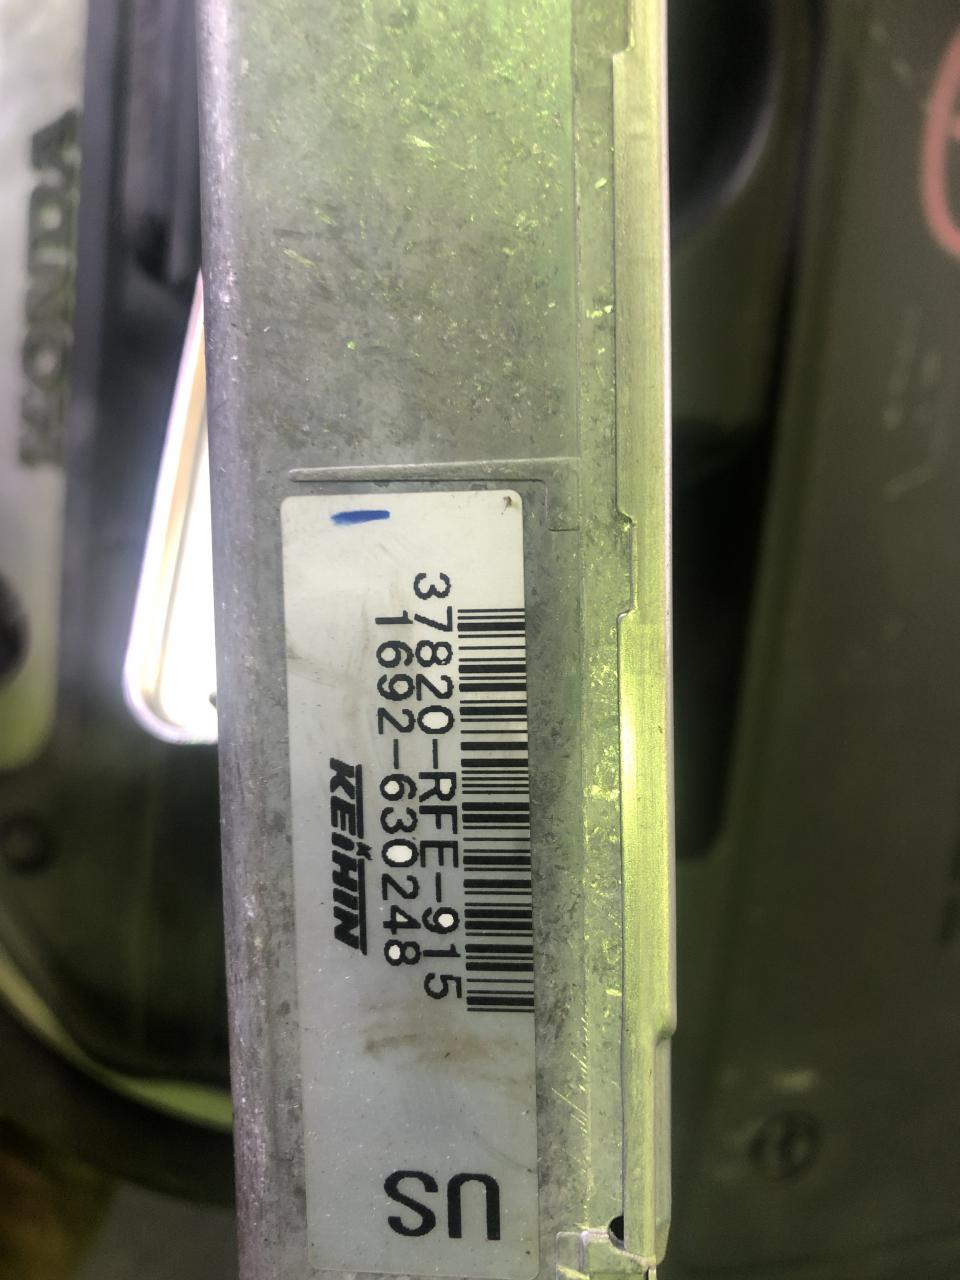 37820-RFE-915
1692-630248
KEIHIN
US
HONDA